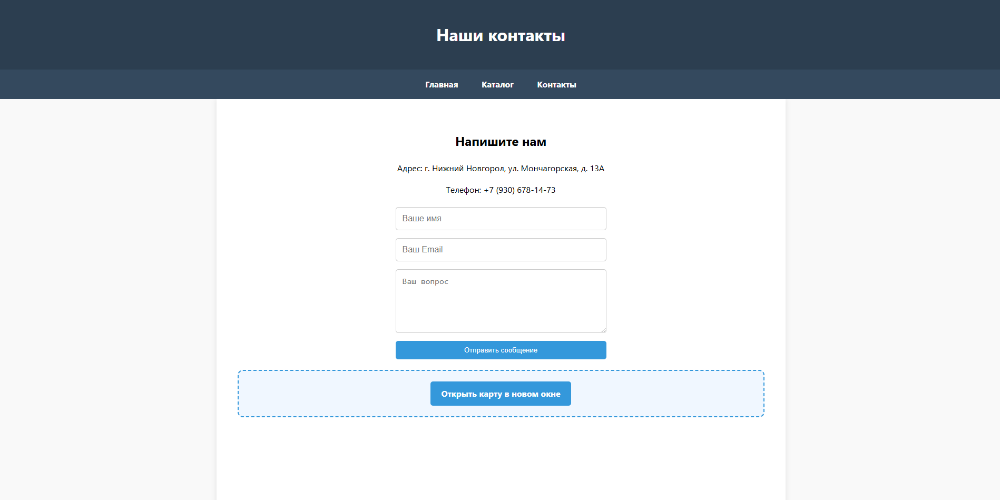 Наши контакты
Главная Каталог Контакты
Напишите нам
Адрес: г. Нижний Новгорол, ул. Мончагорская, д. 13А
Телефон: +7 (930) 678-14-73
Ваше имя
Ваш Email
Ваш вопрос
Отправить сообщение
Открыть карту в новом окне